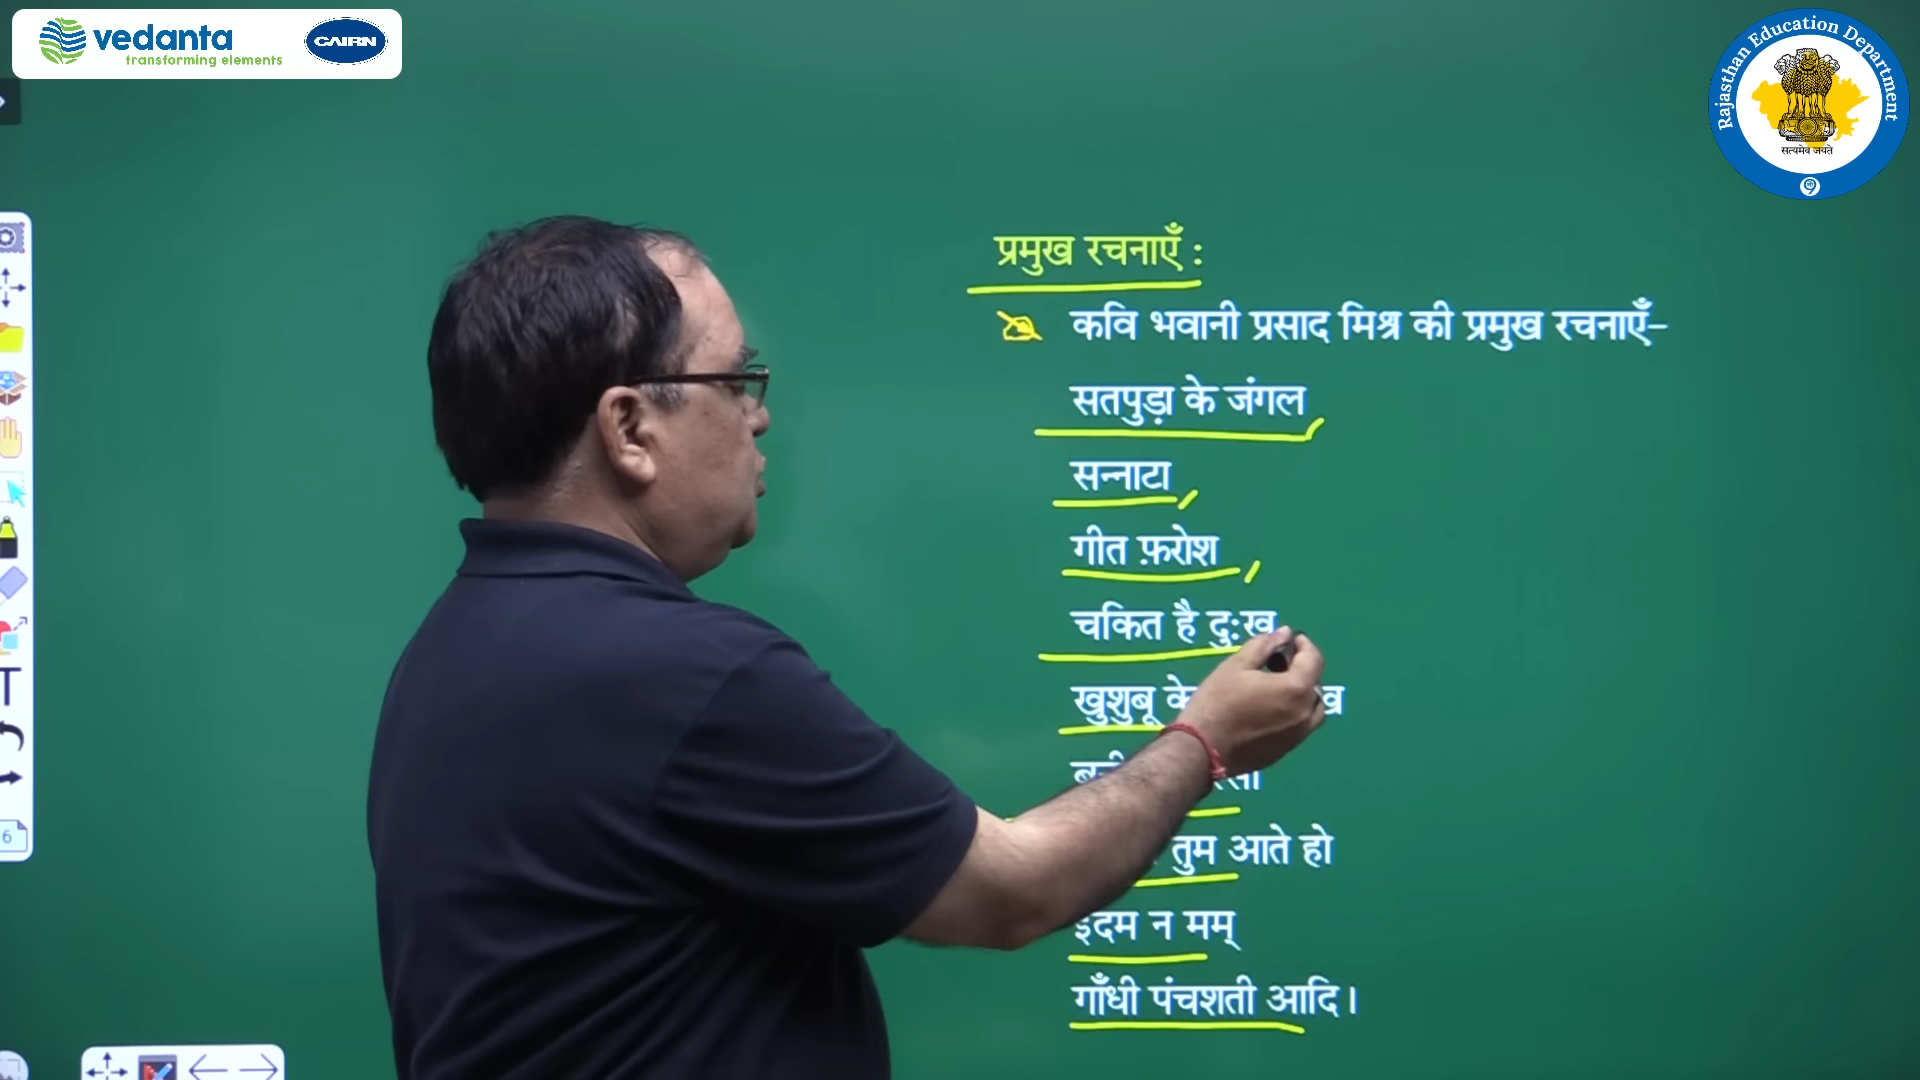 vedanta
transforming elements
CAIRN
Rajasthan Education Department
सत्यमेव जयते
प्रमुख रचनाएँ :
कवि भवानी प्रसाद मिश्र की प्रमुख रचनाएँ–
सतपुड़ा के जंगल
सन्नाटा
गीत फ़रोश
चकित है दुःख
खुशबू के
तुम आते हो
इदम न मम्
गाँधी पंचशती आदि।
6
T